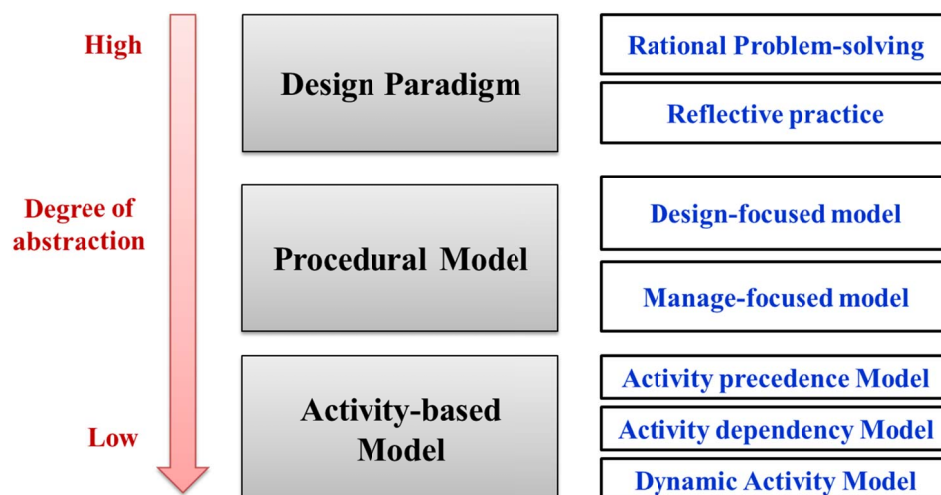 High
Design Paradigm
Rational Problem-solving
Reflective practice
Degree of
abstraction
Procedural Model
Design-focused model
Manage-focused model
Low
Activity-based
Model
Activity precedence Model
Activity dependency Model
Dynamic Activity Model